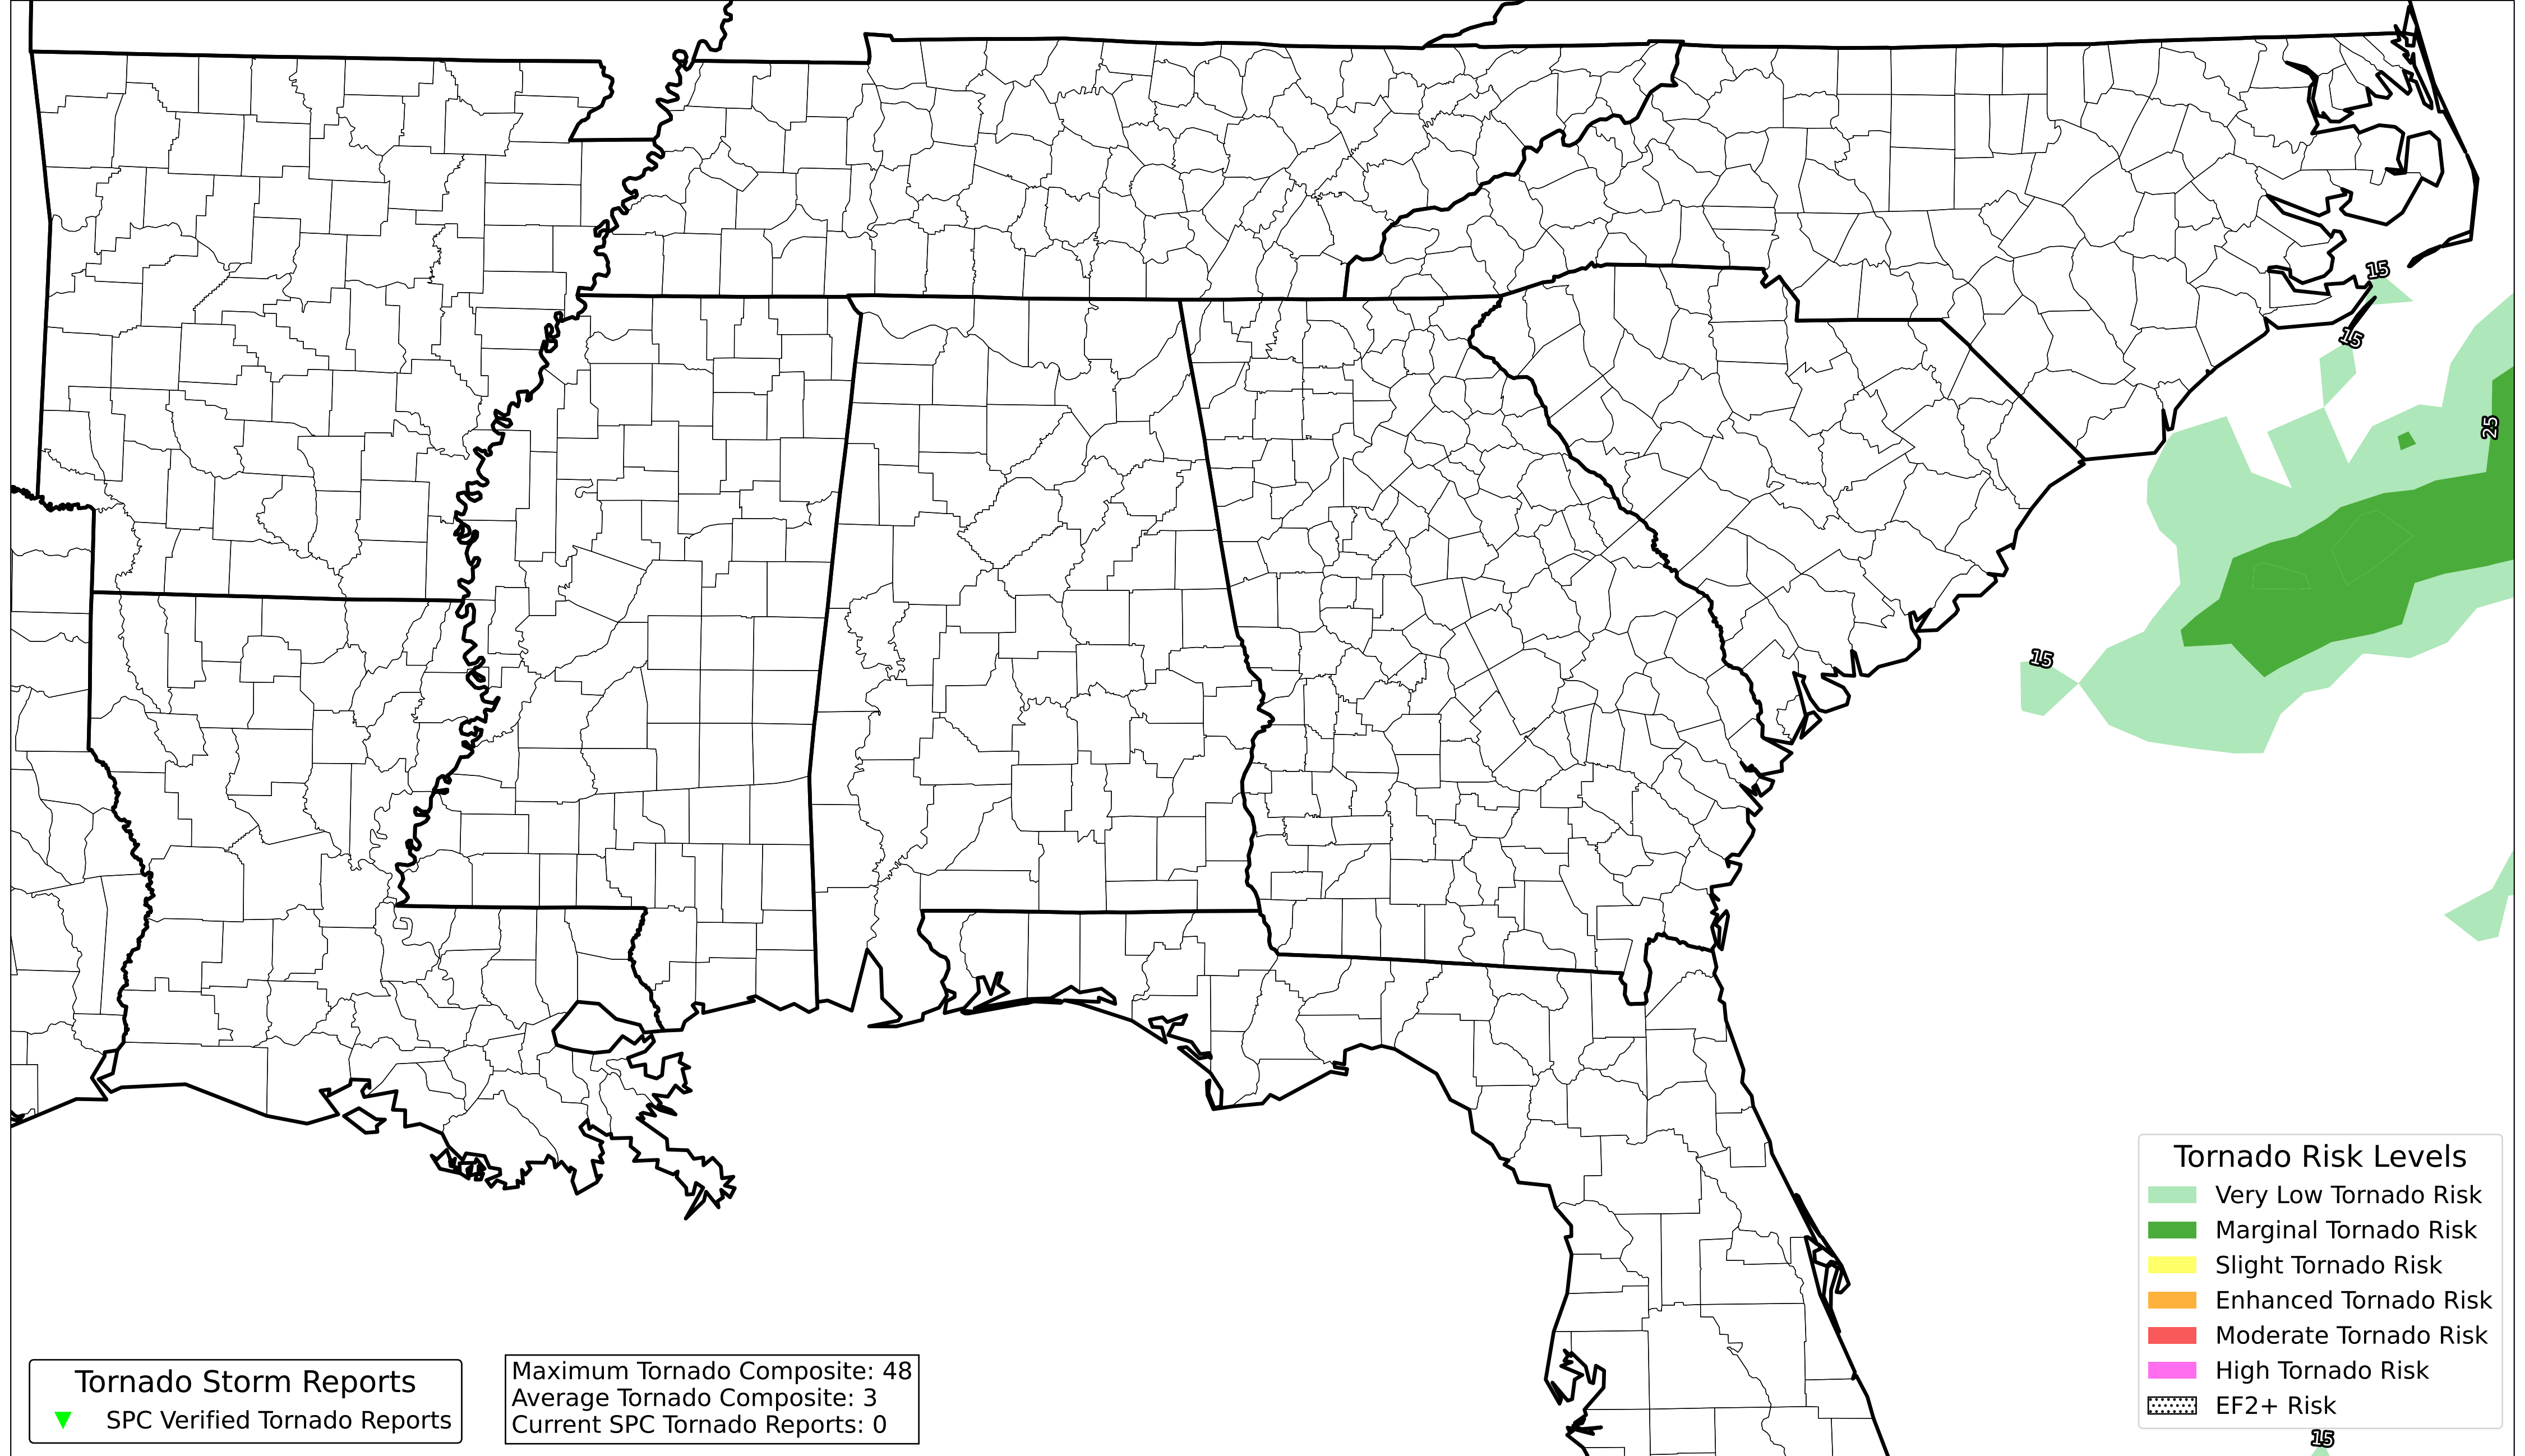 15
15
25
15
Tornado Risk Levels
Very Low Tornado Risk
Marginal Tornado Risk
Slight Tornado Risk
Enhanced Tornado Risk
Moderate Tornado Risk
High Tornado Risk
EF2+ Risk
Tornado Storm Reports
SPC Verified Tornado Reports
Maximum Tornado Composite: 48
Average Tornado Composite: 3
Current SPC Tornado Reports: 0
15